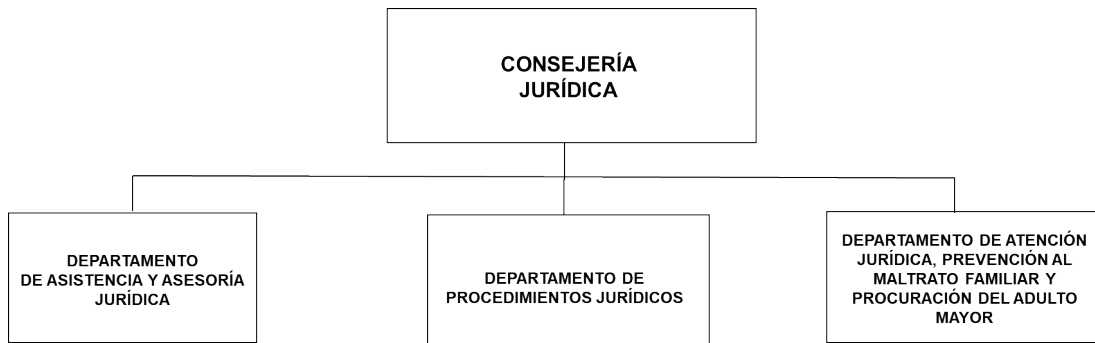 CONSEJERÍA
JURÍDICA
DEPARTAMENTO
DE ASISTENCIA Y ASESORÍA
JURÍDICA
DEPARTAMENTO DE
PROCEDIMIENTOS JURÍDICOS
DEPARTAMENTO DE ATENCIÓN
JURÍDICA, PREVENCIÓN AL
MALTRATO FAMILIAR Y
PROCURACIÓN DEL ADULTO
MAYOR